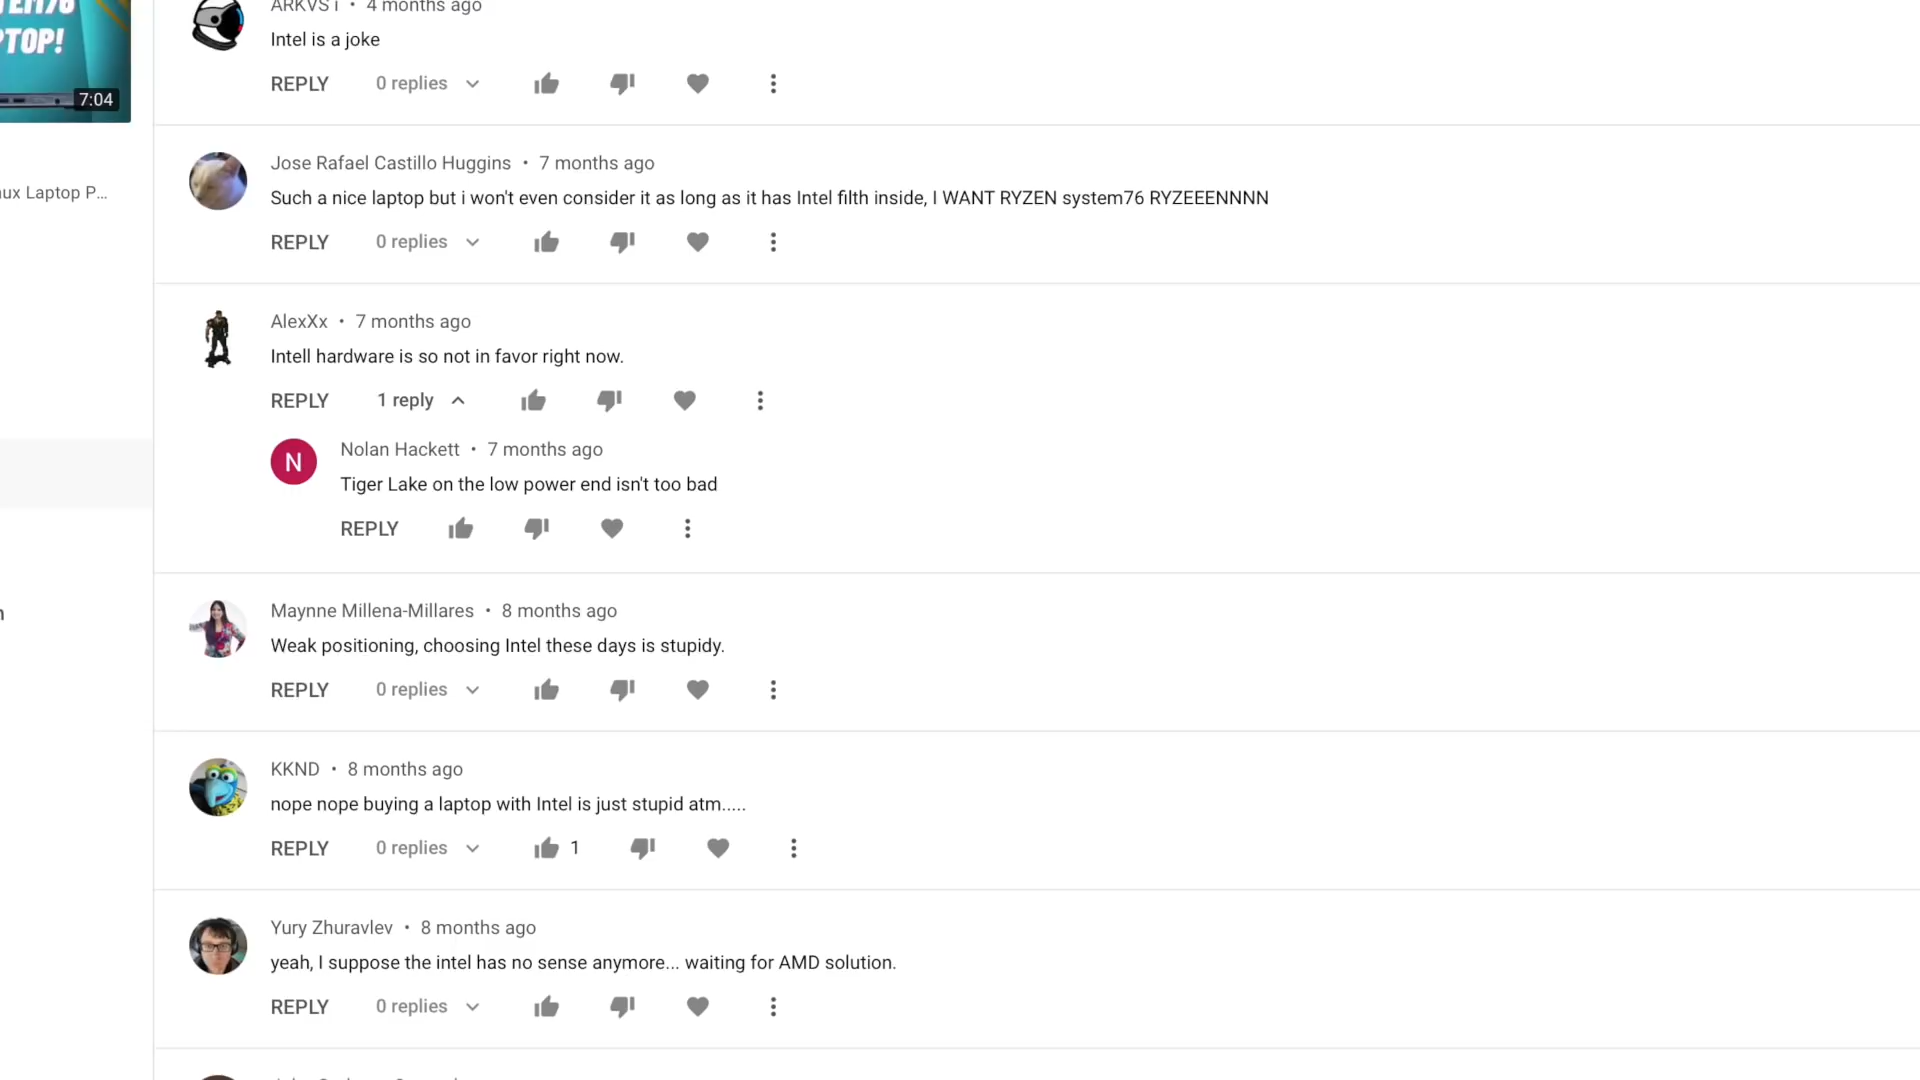 TOP!
7:04
ux Laptop P...
ARKVS i • 4 months ago
Intel is a joke
REPLY 0 replies
Jose Rafael Castillo Huggins • 7 months ago
Such a nice laptop but i won't even consider it as long as it has Intel filth inside, I WANT RYZEN system76 RYZEEENNNN
REPLY 0 replies
AlexXx • 7 months ago
Intell hardware is so not in favor right now.
REPLY 1 reply
N
Nolan Hackett • 7 months ago
Tiger Lake on the low power end isn't too bad
REPLY
Maynne Millena-Millares • 8 months ago
Weak positioning, choosing Intel these days is stupidy.
REPLY 0 replies
KKND • 8 months ago
nope nope buying a laptop with Intel is just stupid atm.....
REPLY 0 replies 1
Yury Zhuravlev • 8 months ago
yeah, I suppose the intel has no sense anymore... waiting for AMD solution.
REPLY 0 replies